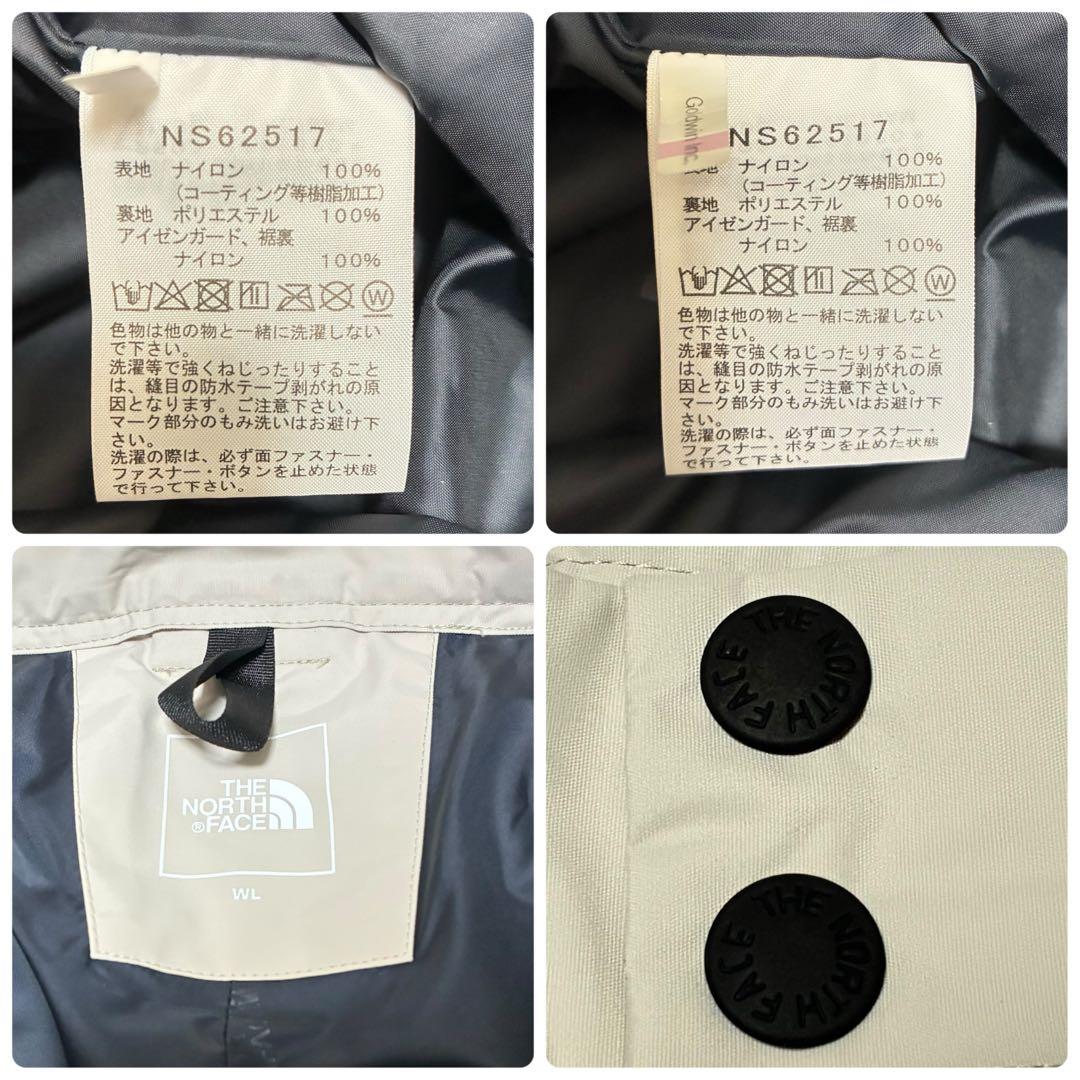 NS62517
表地 ナイロン 100%
(コーティング等樹脂加工)
裏地 ポリエステル 100%
アイゼンガード、裾裏
ナイロン 100%
W
色物は他の物と一緒に洗濯しない
で下さい。
洗濯等で強くねじったりすること
は、縫目の防水テープ剥がれの原
因となります。ご注意下さい。
マーク部分のもみ洗いはお避け下
さい。
洗濯の際は、必ず面ファスナー・
ファスナー・ボタンを止めた状態
で行って下さい。
Godwin Inc.
NS62517
表地 ナイロン 100%
(コーティング等樹脂加工)
裏地 ポリエステル 100%
アイゼンガード、裾裏
ナイロン 100%
W
色物は他の物と一緒に洗濯しない
で下さい。
洗濯等で強くねじったりすること
は、縫目の防水テープ剥がれの原
因となります。ご注意下さい。
マーク部分のもみ洗いはお避け下
さい。
洗濯の際は、必ず面ファスナー・
ファスナー・ボタンを止めた状態
で行って下さい。
THE
NORTH
®FACE
WL
THE NORTH FACE
THE NORTH FACE